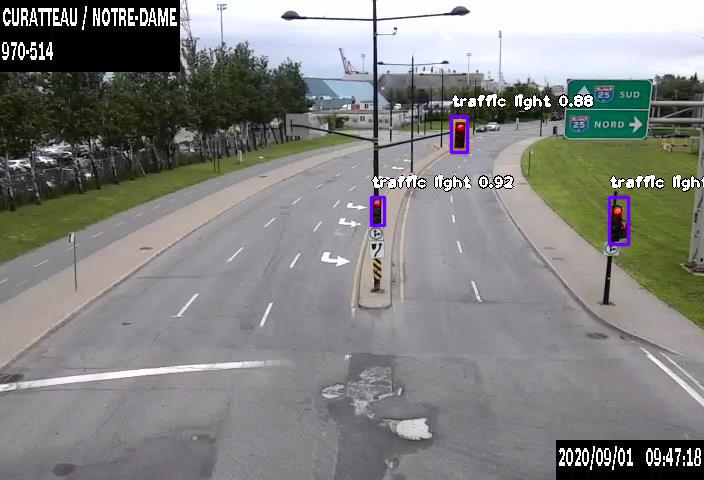 CURATTEAU / NOTRE-DAME
970-514
traffic light 0.88
25 SUD
25 NORD
traffic light 0.92
traffic light
2020/09/01 09:47:18